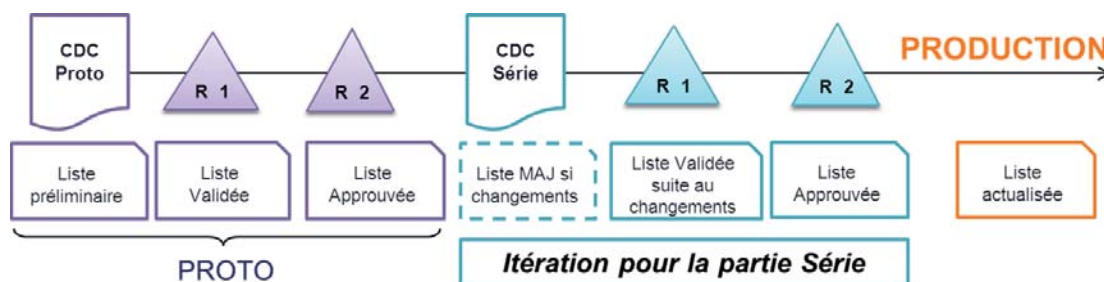 CDC
Proto
R 1
R 2
CDC
Série
R 1
R 2
PRODUCTION
Liste
préliminaire
Liste
Validée
Liste
Approuvée
Liste MAJ si
changements
Liste Validée
suite au
changements
Liste
Approuvée
Liste
actualisée
PROTO
Itération pour la partie Série